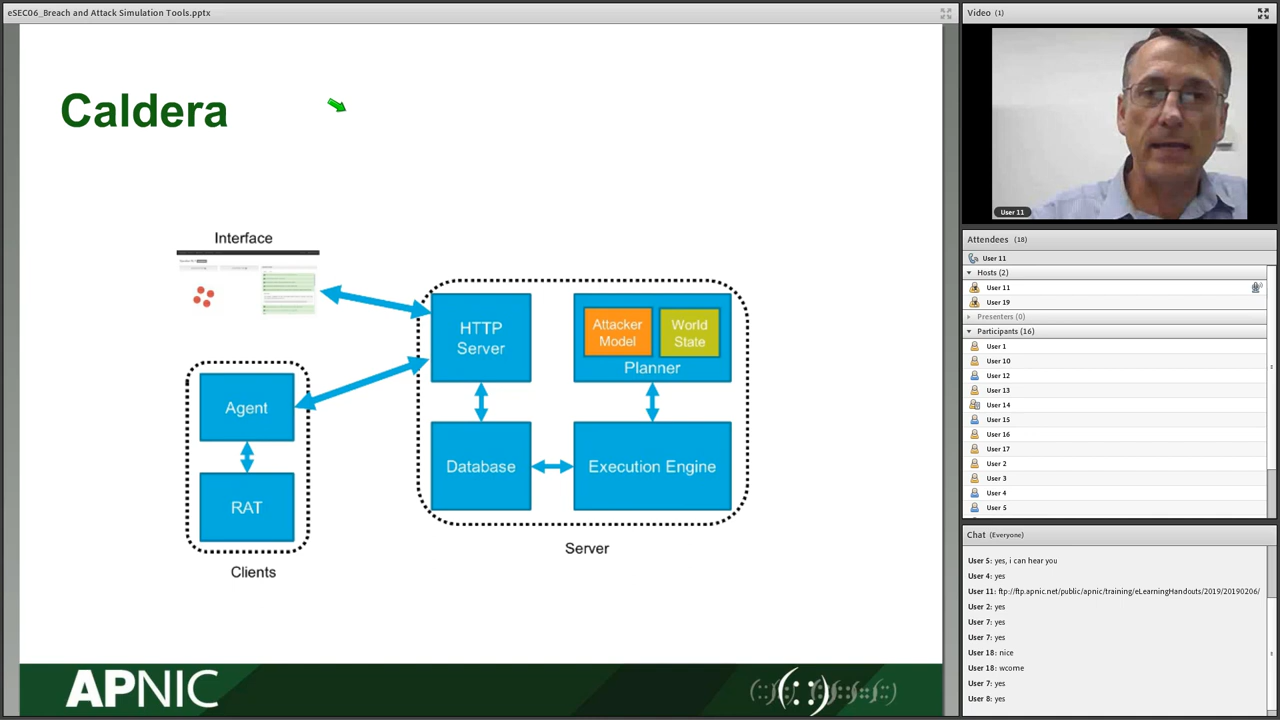 eSEC06_Breach and Attack Simulation Tools.pptx
Caldera
Interface
HTTP
Server
Attacker
Model
World
State
Planner
Agent
Database
Execution Engine
RAT
Server
Clients
APNIC
Video (1)
User 11
Attendees (18)
User 11
Hosts (2)
User 11
User 19
Presenters (0)
Participants (16)
User 1
User 10
User 12
User 13
User 14
User 15
User 16
User 17
User 2
User 3
User 4
User 5
Chat (Everyone)
User 5: yes, i can hear you
User 4: yes
User 11: ftp://ftp.apnic.net/public/apnic/training/eLearningHandouts/2019/20190206/
User 2: yes
User 7: yes
User 7: yes
User 18: nice
User 18: wcome
User 7: yes
User 8: yes